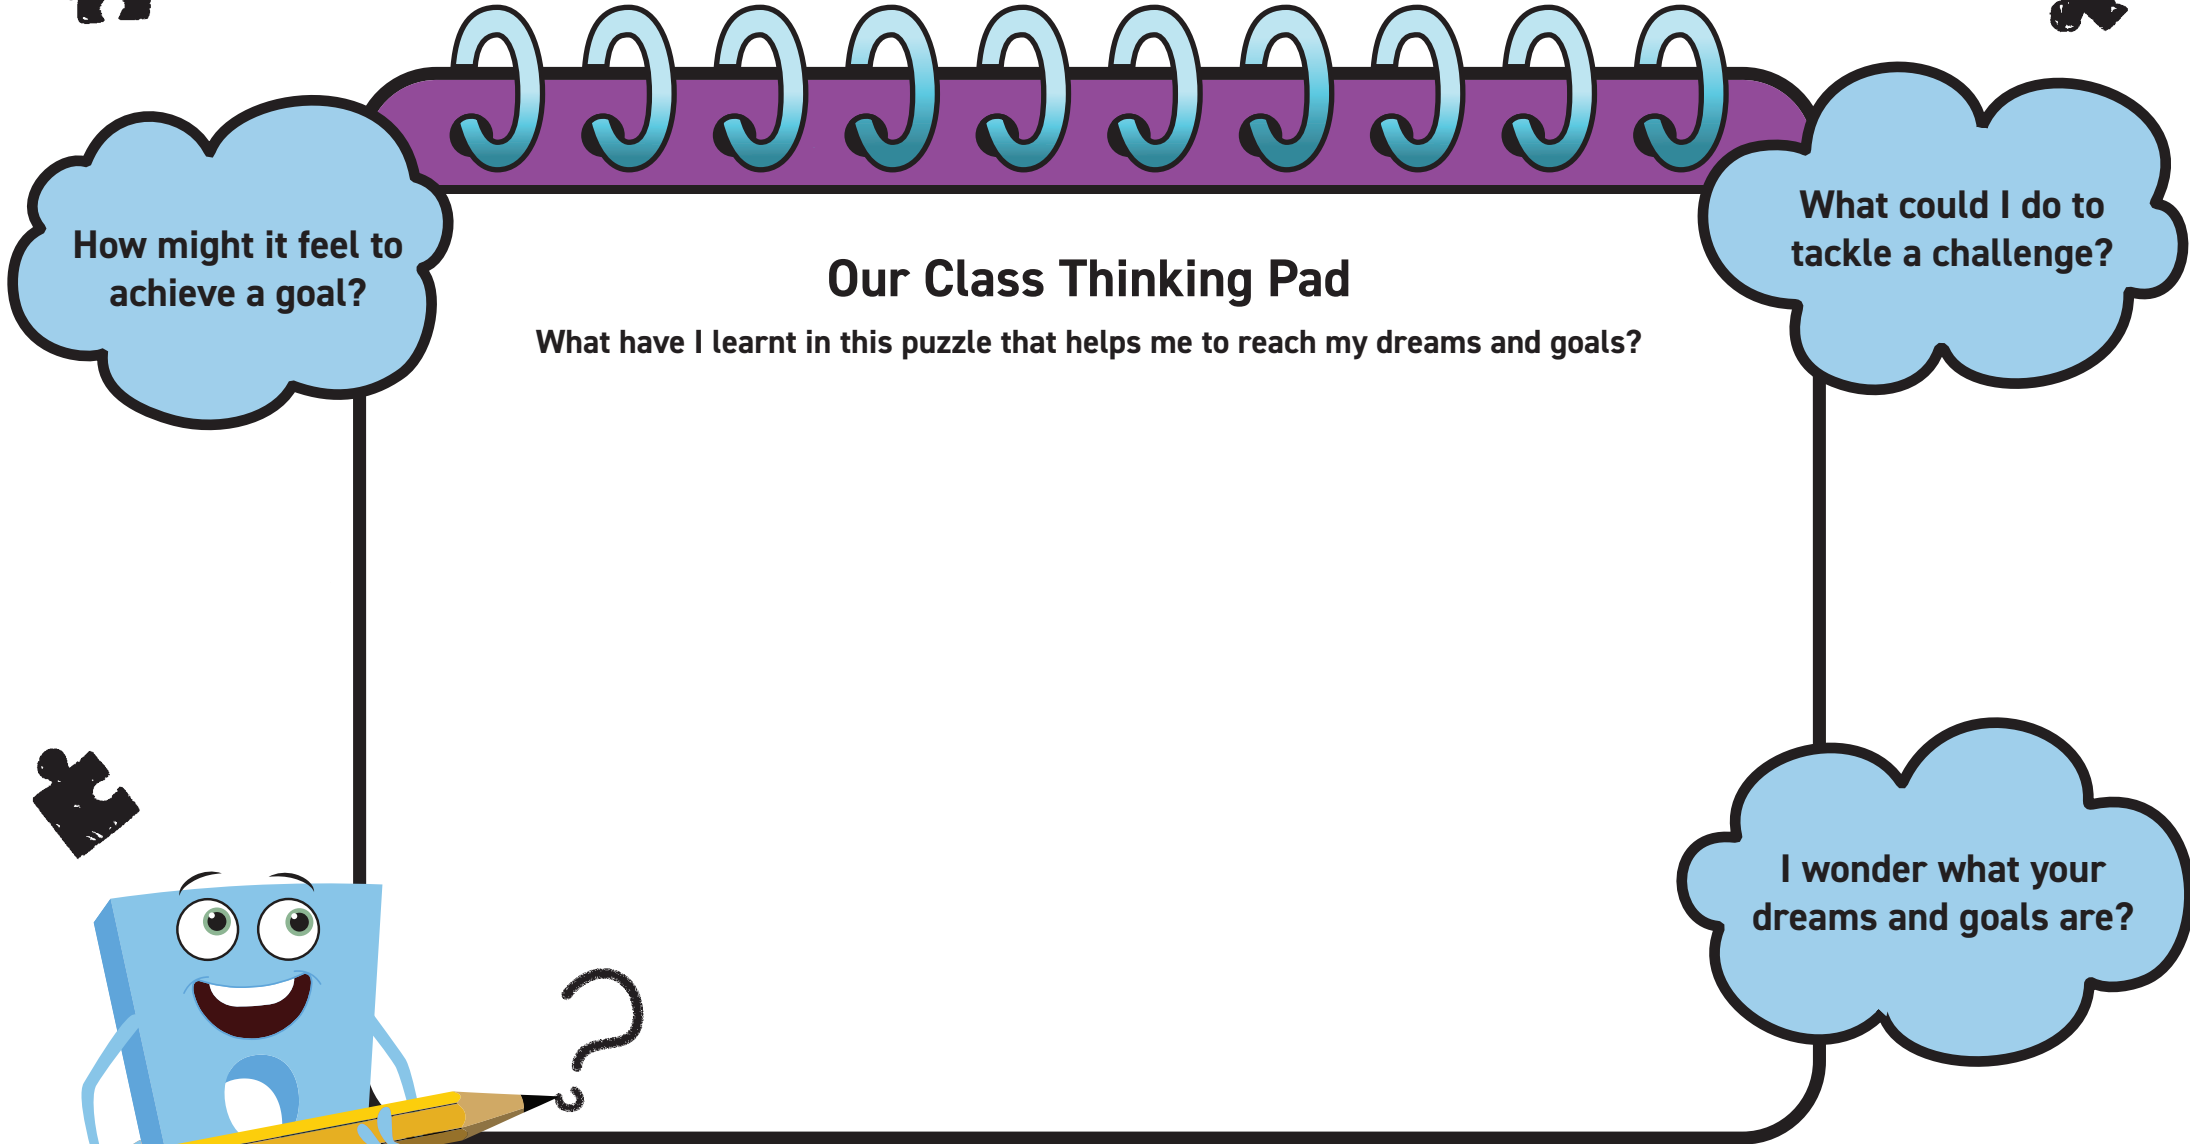 How might it feel to
achieve a goal?
What could I do to
tackle a challenge?
Our Class Thinking Pad
What have I learnt in this puzzle that helps me to reach my dreams and goals?
I wonder what your
dreams and goals are?
?